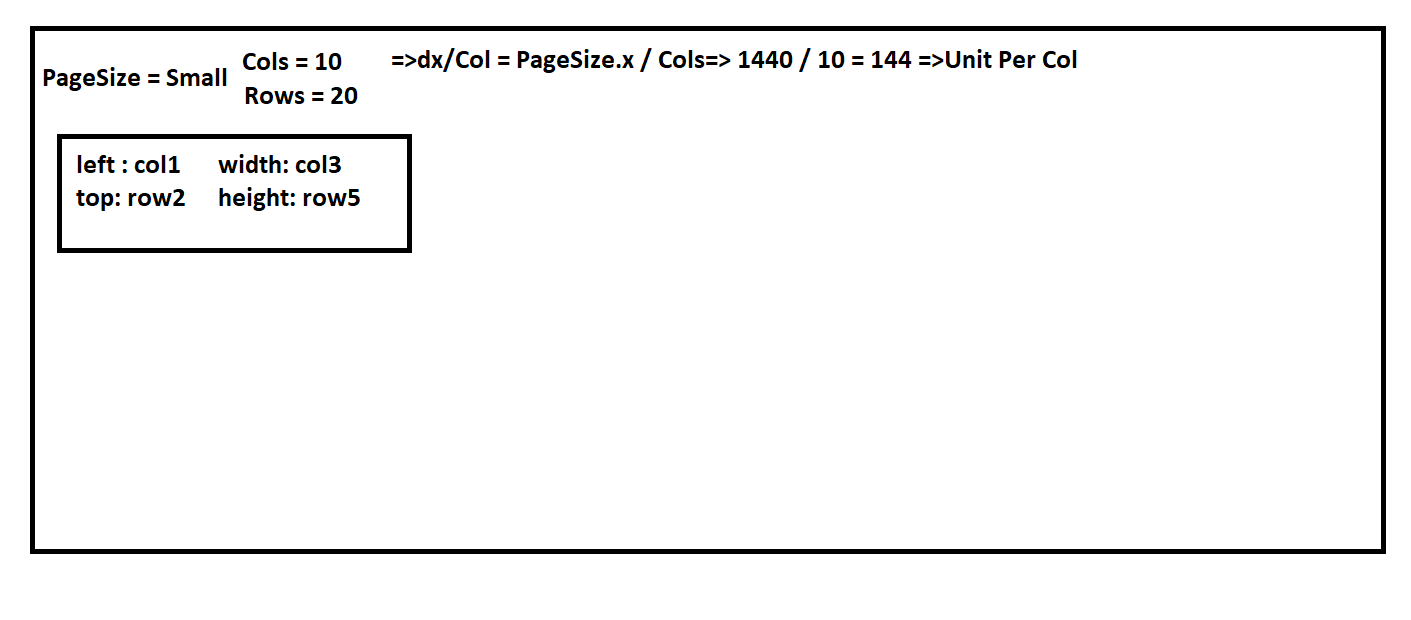 PageSize = Small
Cols = 10
Rows = 20
=>dx/Col = PageSize.x / Cols=> 1440 / 10 = 144 =>Unit Per Col
left : col1 width: col3
top: row2 height: row5